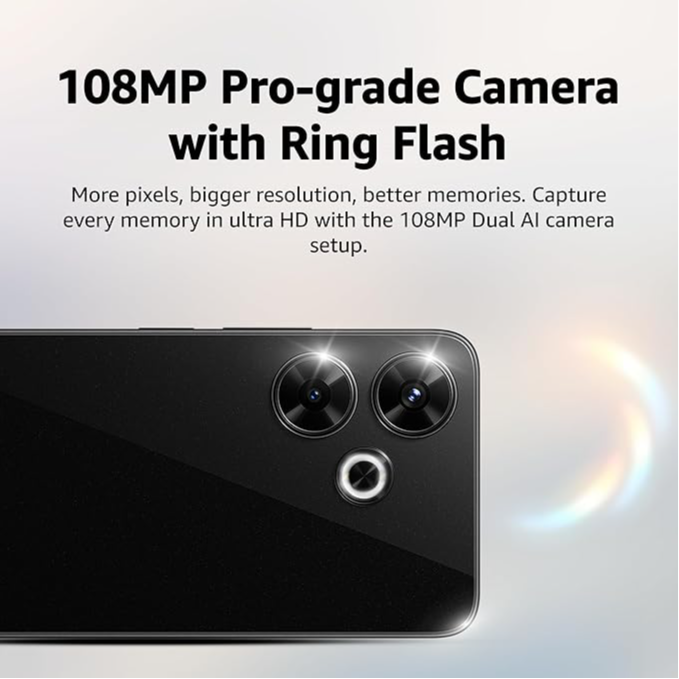 108MP Pro-grade Camera
with Ring Flash
More pixels, bigger resolution, better memories. Capture
every memory in ultra HD with the 108MP Dual AI camera
setup.